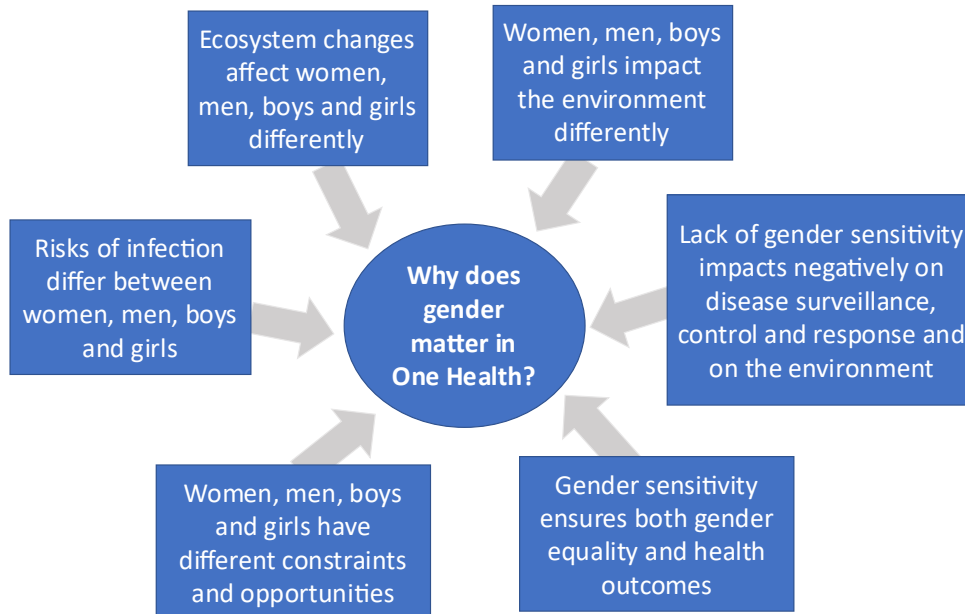 Ecosystem changes
affect women,
men, boys and girls
differently
Women, men, boys
and girls impact
the environment
differently
Risks of infection
differ between
women, men, boys
and girls
Why does
gender
matter in
One Health?
Lack of gender sensitivity
impacts negatively on
disease surveillance,
control and response and
on the environment
Women, men, boys
and girls have
different constraints
and opportunities
Gender sensitivity
ensures both gender
equality and health
outcomes